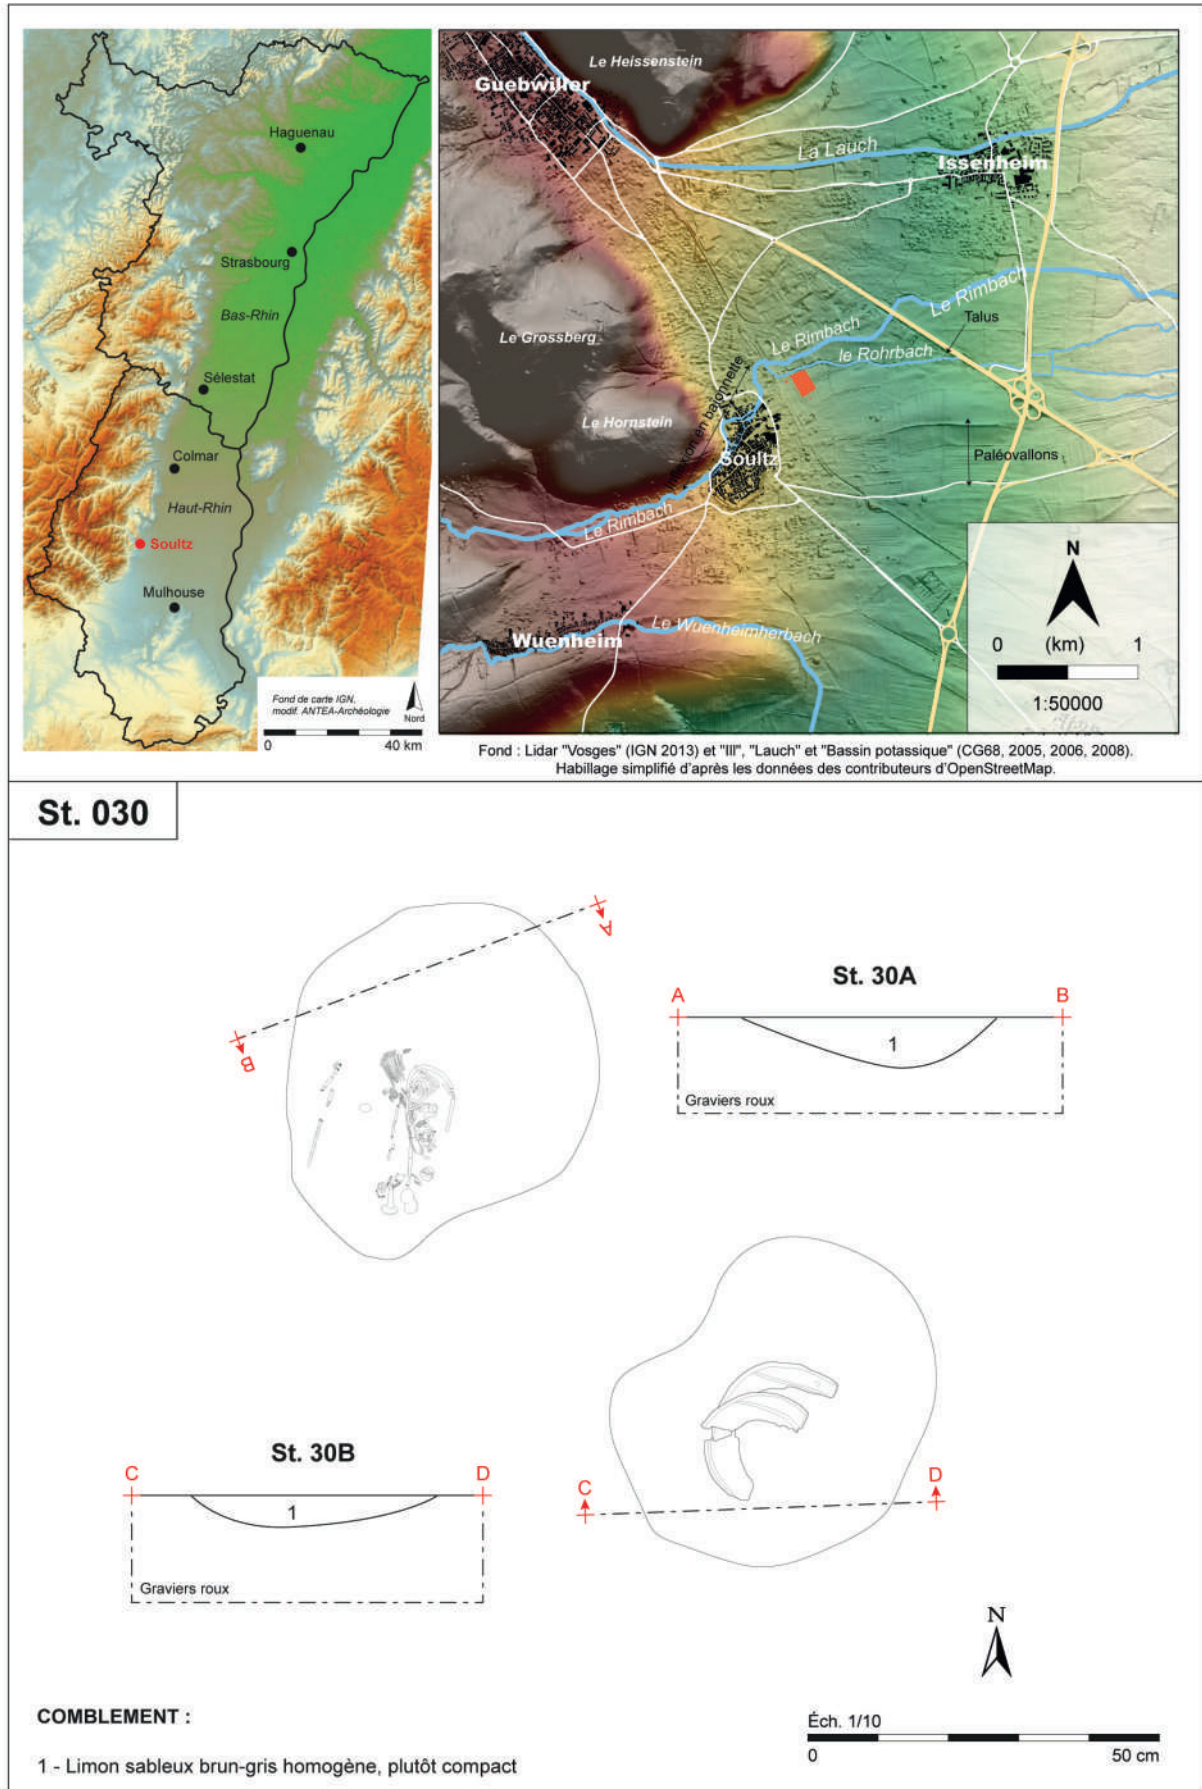 Haguenau
Strasbourg
Bas-Rhin
Sélestat
Colmar
Haut-Rhin
Soultz
Mulhouse
Fond de carte IGN,
modif. ANTEA-Archéologie
Nord
0 40 km
Le Heissenstein
Guebwiller
La Lauch
Issenheim
Le Rimbach
Talus
Le Rimbach
le Rohrbach
Le Grossberg
en baïonnette
Le Hornstein
Soultz
Paléovallons
Le Rimbach
Wuenheim
Le Wuenheimherbach
N
0 (km) 1
1:50000
Fond : Lidar "Vosges" (IGN 2013) et "Ill", "Lauch" et "Bassin potassique" (CG68, 2005, 2006, 2008).
Habillage simplifié d'après les données des contributeurs d'OpenStreetMap.
St. 030
A
B
St. 30A
A B
1
Graviers roux
St. 30B
C D
1
Graviers roux
C D
N
COMBLEMENT :
1 - Limon sableux brun-gris homogène, plutôt compact
Éch. 1/10
0 50 cm